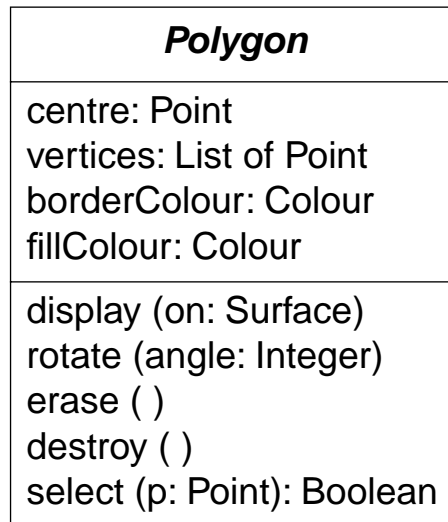 Polygon
centre: Point
vertices: List of Point
borderColour: Colour
fillColour: Colour
display (on: Surface)
rotate (angle: Integer)
erase ( )
destroy ( )
select (p: Point): Boolean